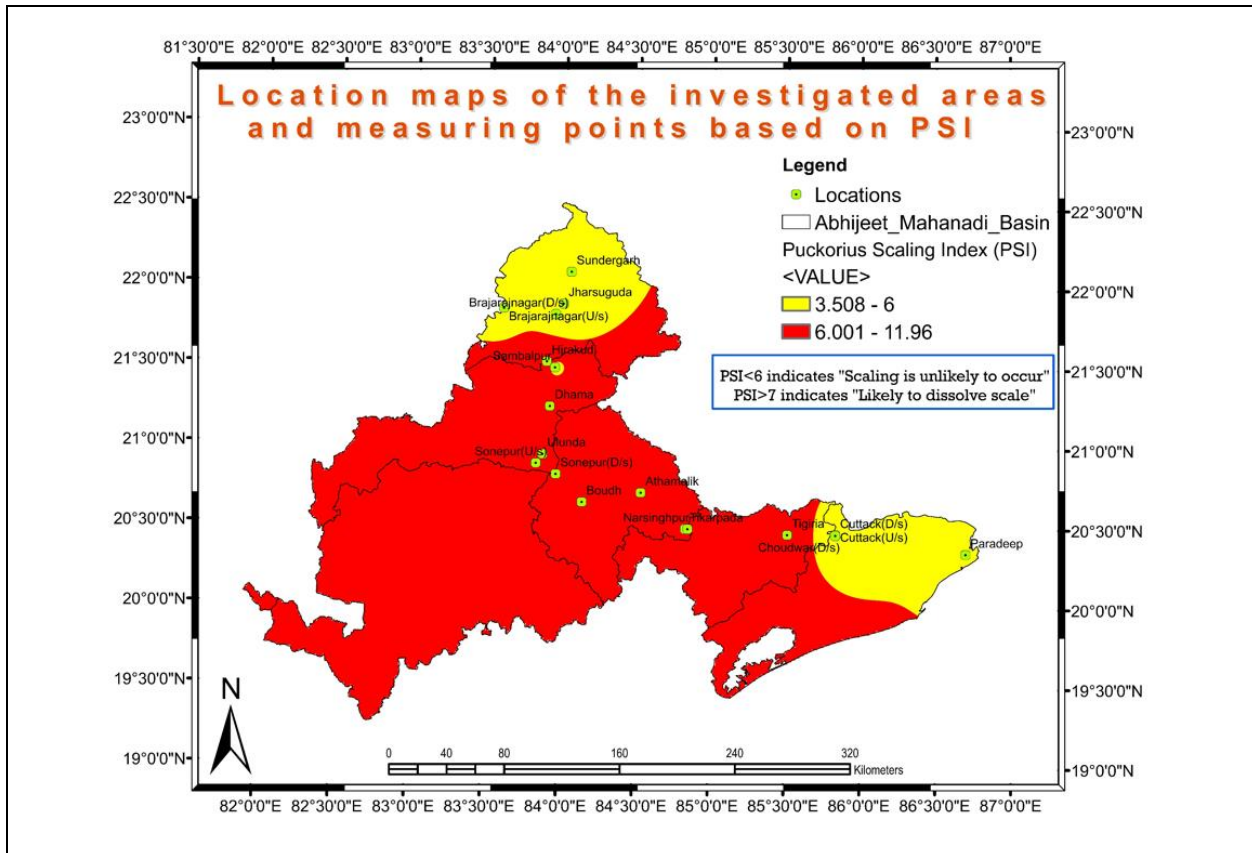 81°30'0"E 82°0'0"E 82°30'0"E 83°0'0"E 83°30'0"E 84°0'0"E 84°30'0"E 85°0'0"E 85°30'0"E 86°0'0"E 86°30'0"E 87°0'0"E
Location maps of the investigated areas
and measuring points based on PSI
23°0'0"N
22°30'0"N
22°0'0"N
21°30'0"N
21°0'0"N
20°30'0"N
20°0'0"N
19°30'0"N
19°0'0"N
23°0'0"N
22°30'0"N
22°0'0"N
21°30'0"N
21°0'0"N
20°30'0"N
20°0'0"N
19°30'0"N
19°0'0"N
Legend
Locations
Abhijeet_Mahanadi_Basin
Puckorius Scaling Index (PSI)
<VALUE>
3.508 - 6
6.001 - 11.96
PSI<6 indicates "Scaling is unlikely to occur"
PSI>7 indicates "Likely to dissolve scale"
Sundergarh
Jharsuguda
Brajarajnagar(D/s)
Brajarajnagar(U/s)
Hirakud
Sambalpur
Dhama
Ulunda
Sonepur(U/s)
Sonepur(D/s)
Boudh
Athamalik
Narsinghpur
Tikarpada
Tigiria
Choudwar(D/s)
Cuttack(D/s)
Cuttack(U/s)
Paradeep
N
0 40 80 160 240 320
Kilometers
82°0'0"E 82°30'0"E 83°0'0"E 83°30'0"E 84°0'0"E 84°30'0"E 85°0'0"E 85°30'0"E 86°0'0"E 86°30'0"E 87°0'0"E